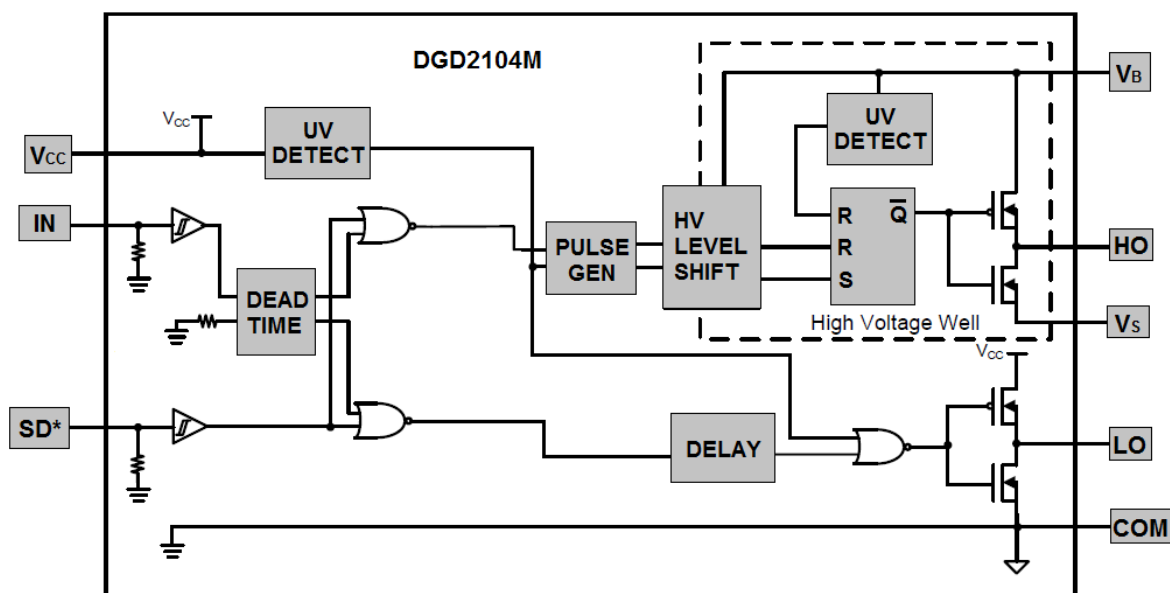 DGD2104M
VB
VCC
UV
DETECT
UV
DETECT
VCC
IN
R
Q
HV
LEVEL
SHIFT
PULSE
GEN
R
HO
DEAD
TIME
S
High Voltage Well
VS
VCC
SD*
DELAY
LO
COM